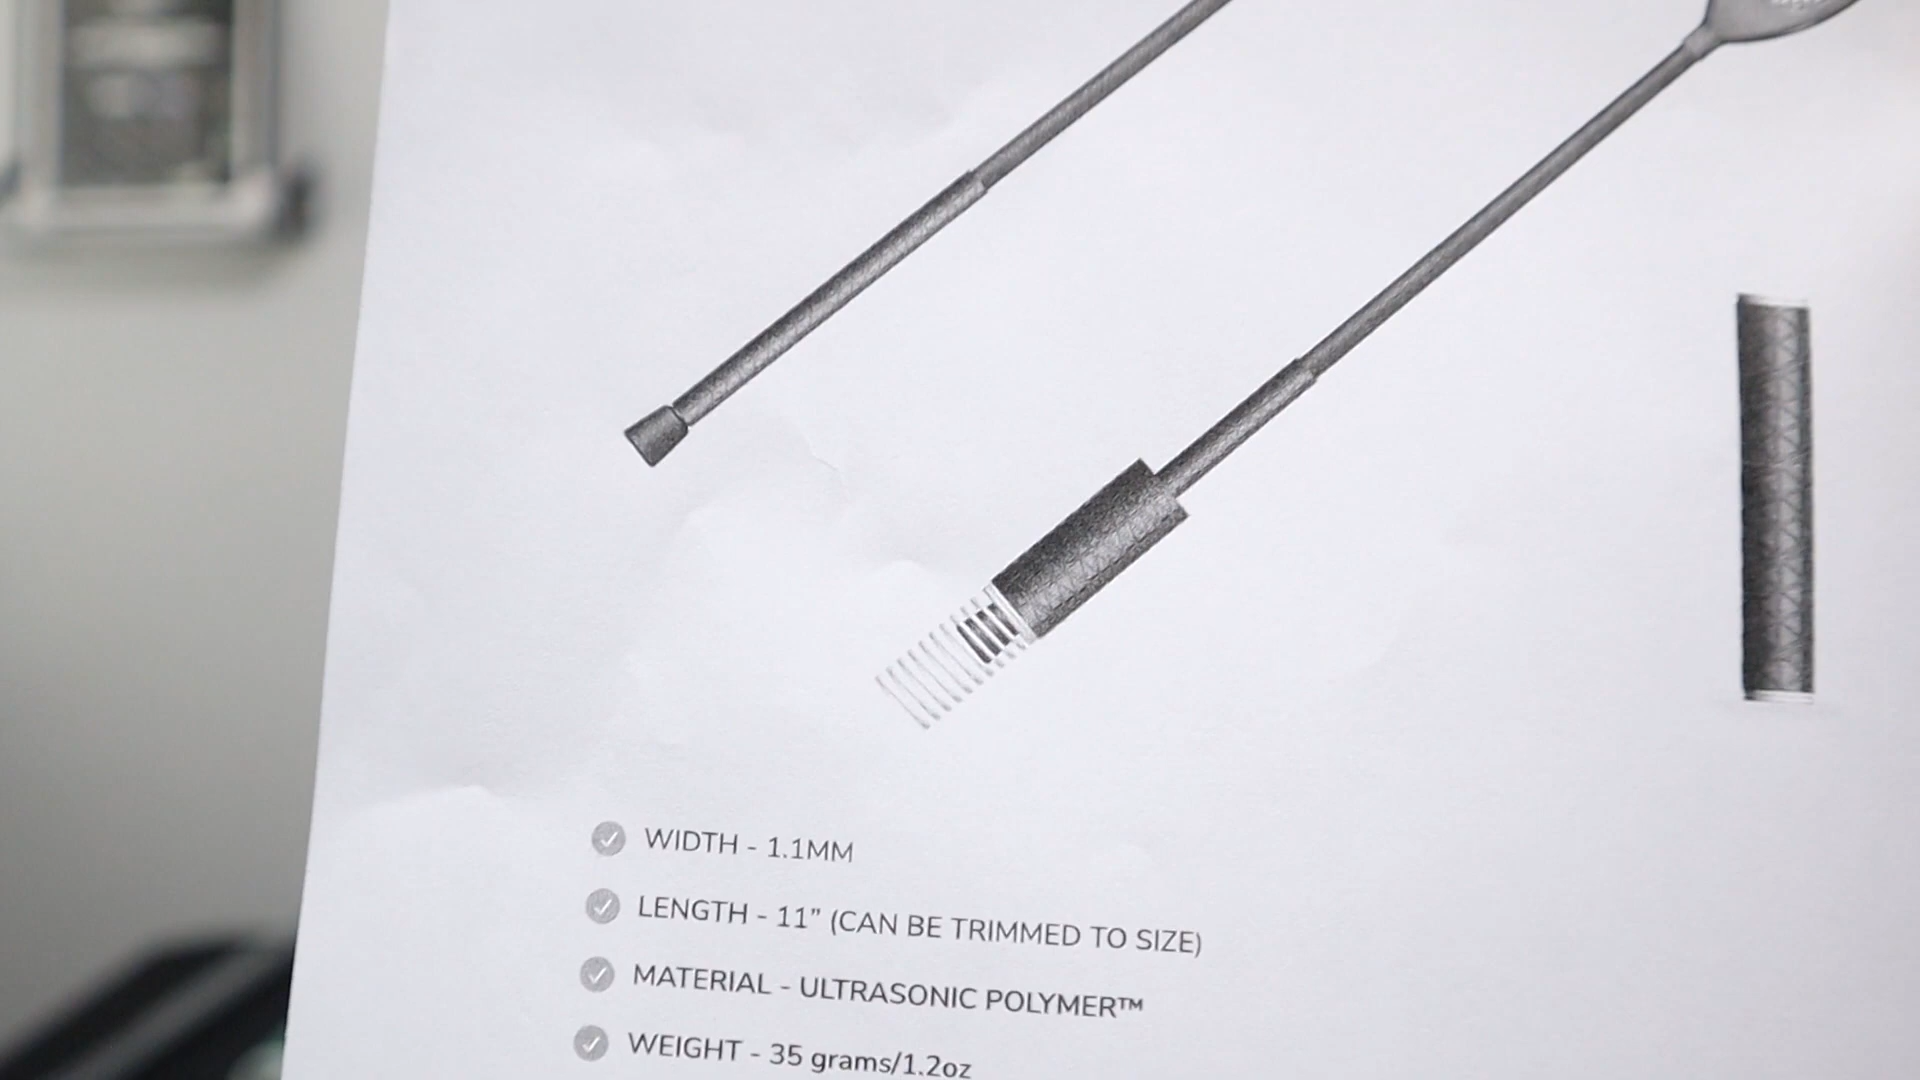 WIDTH - 1.1MM
LENGTH - 11” (CAN BE TRIMMED TO SIZE)
MATERIAL - ULTRASONIC POLYMER™
WEIGHT - 35 grams/1.2oz